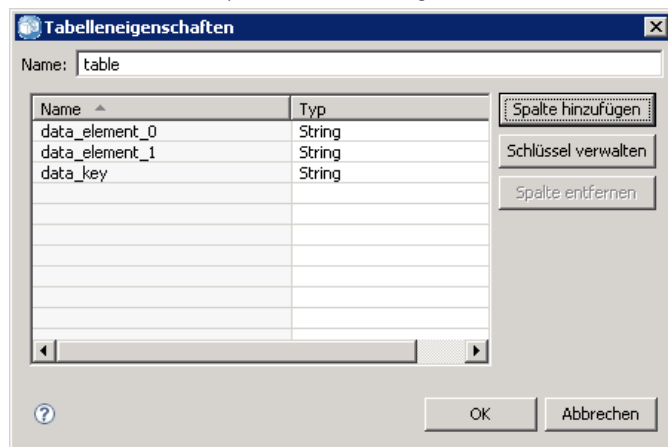 Tabelleneigenschaften
Name: table
Name Typ
data_element_0 String
data_element_1 String
data_key String
Spalte hinzufügen
Schlüssel verwalten
Spalte entfernen
OK Abbrechen